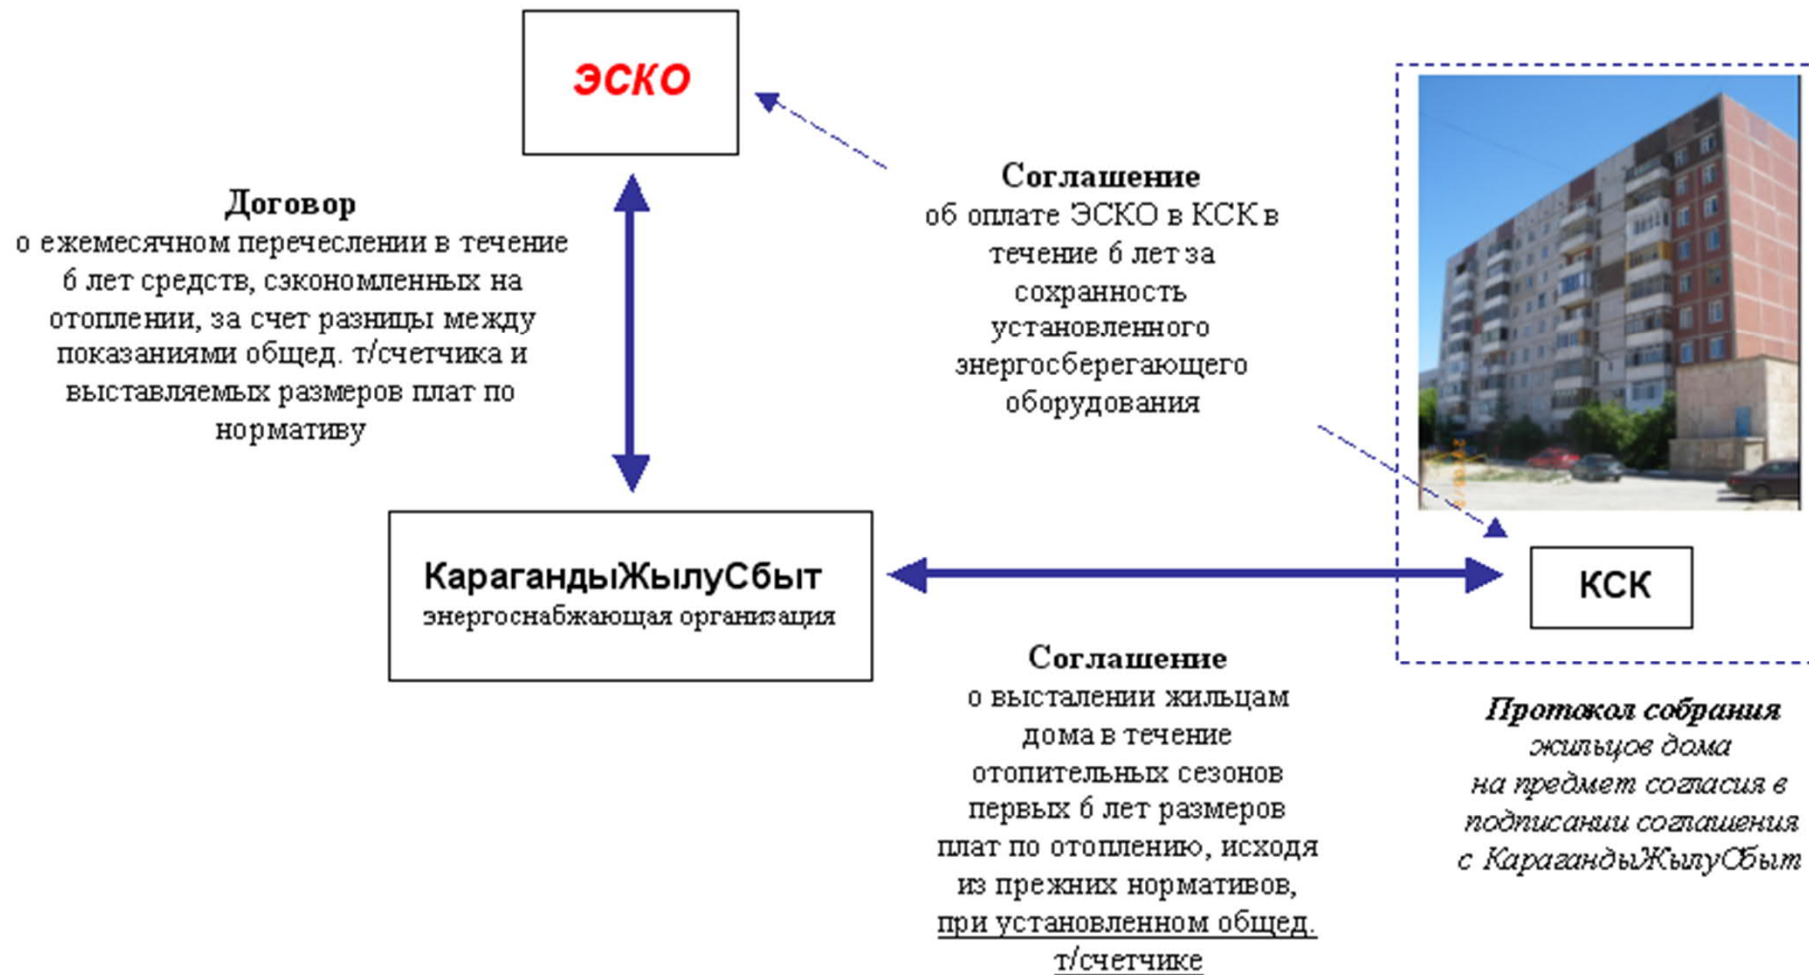 ЭСКО
Договор
о ежемесячном перечеслении в течение
6 лет средств, сэкономленных на
отоплении, за счет разницы между
показаниями общед. т/счетчика и
выставляемых размеров плат по
нормативу
Соглашение
об оплате ЭСКО в КСК в
течение 6 лет за
сохранность
установленного
энергосберегающего
оборудования
КарагандыЖылуСбыт
энергоснабжающая организация
КСК
Соглашение
о высталении жильцам
дома в течение
отопительных сезонов
первых 6 лет размеров
плат по отоплению, исходя
из прежних нормативов,
при установленном общед.
т/счетчике
Протокол собрания
жильцов дома
на предмет согласия в
подписании соглашения
с КарагандыЖылуСбыт